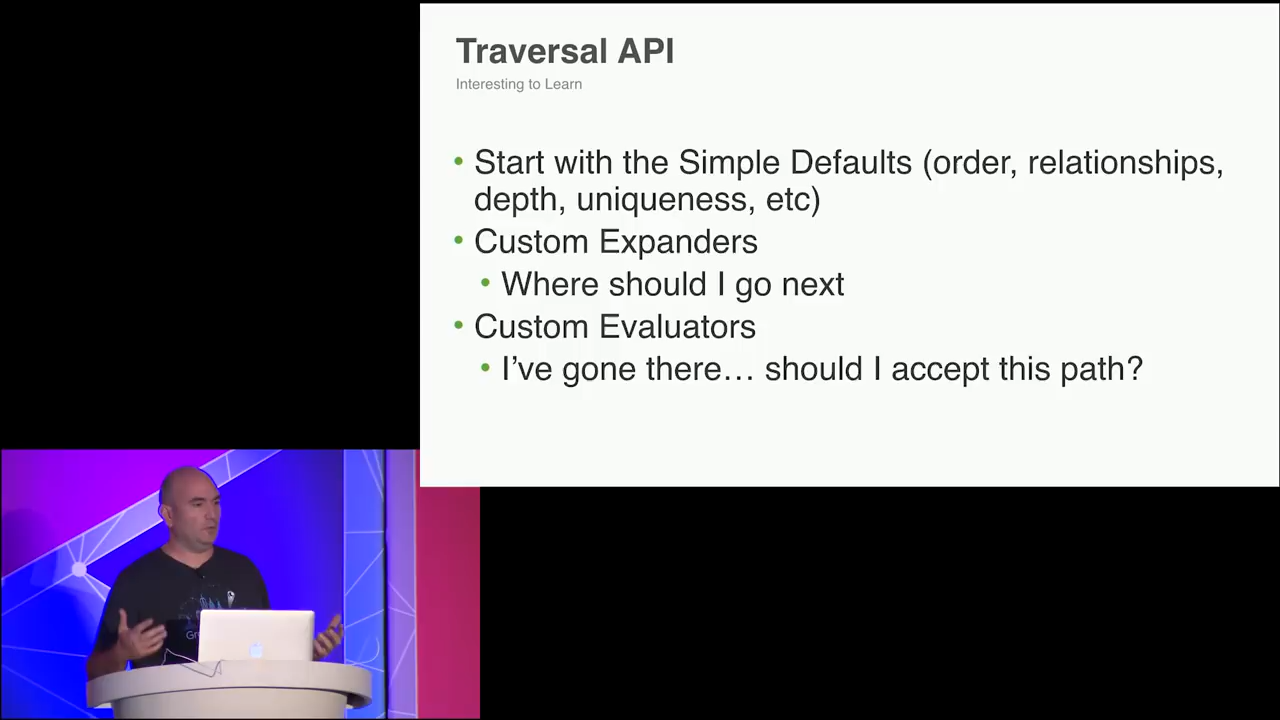 Traversal API
Interesting to Learn
• Start with the Simple Defaults (order, relationships,
depth, uniqueness, etc)
• Custom Expanders
• Where should I go next
• Custom Evaluators
• I’ve gone there… should I accept this path?